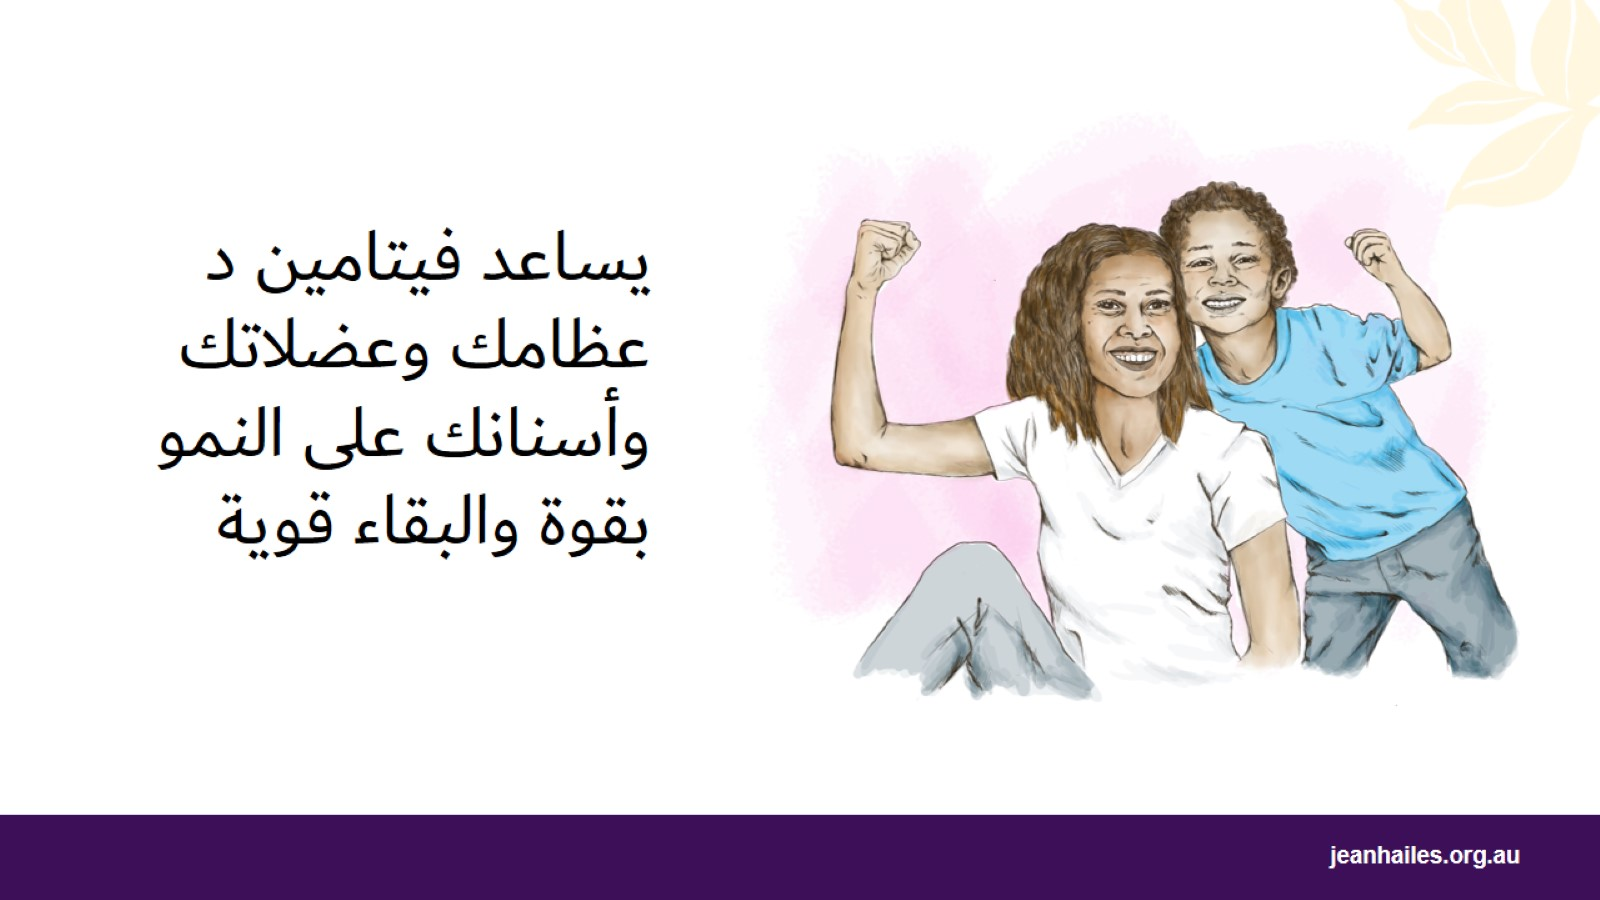 يساعد فيتامين د
عظامك وعضلاتك
وأسنانك على النمو
بقوة والبقاء قوية
jeanhailes.org.au